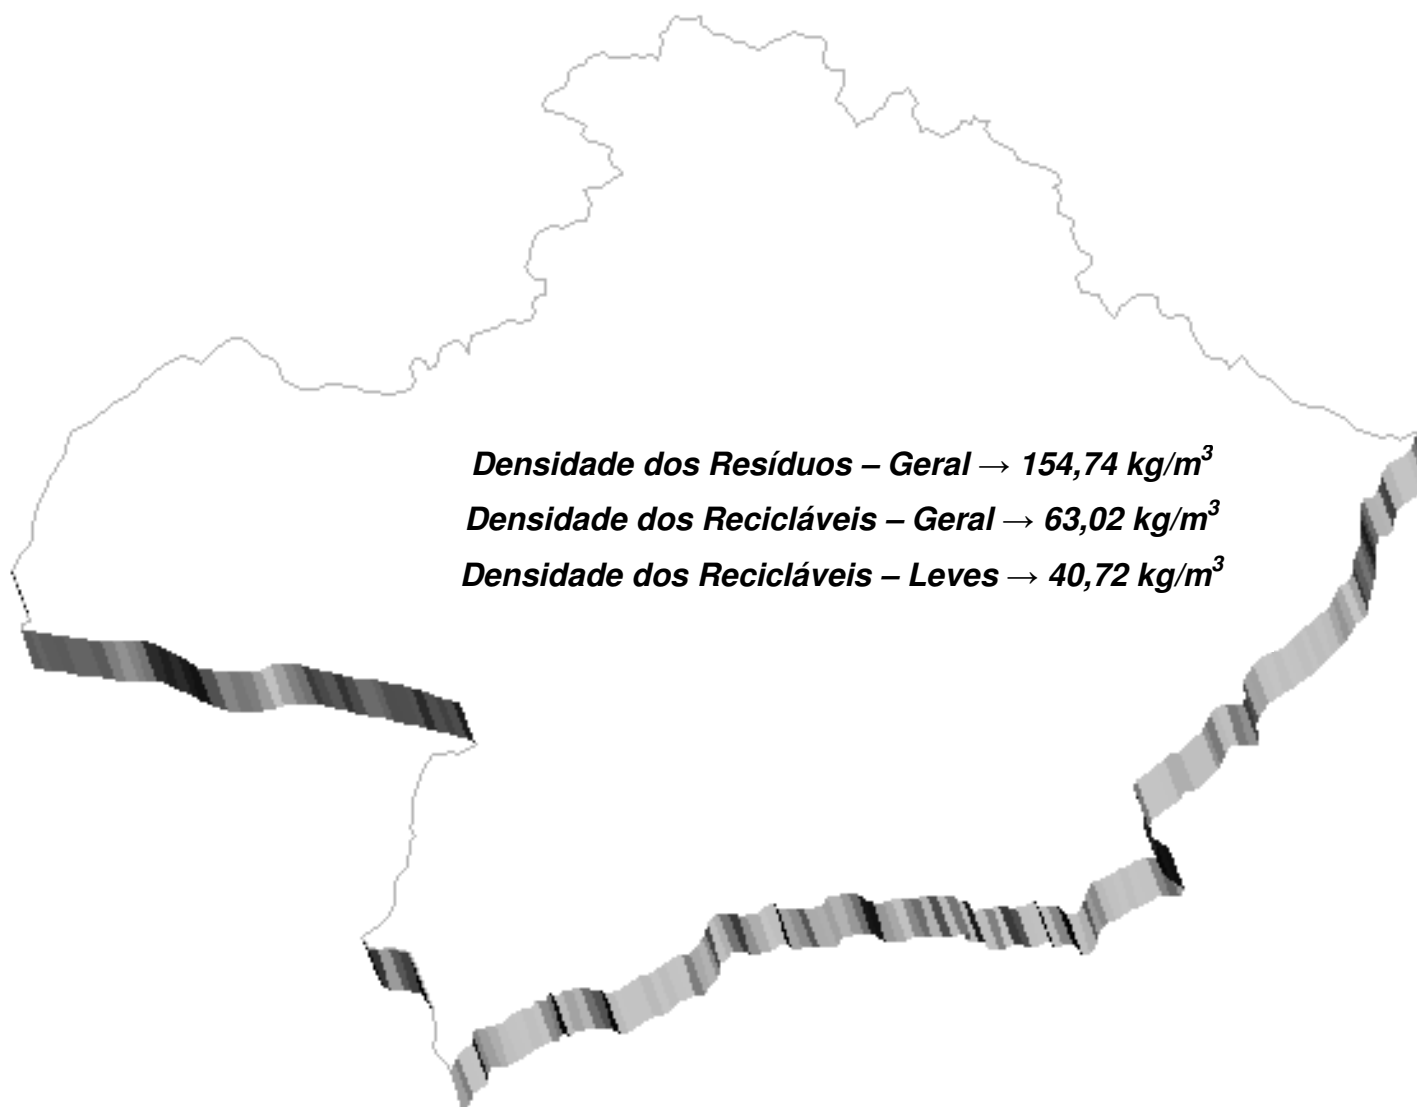 Densidade dos Resíduos – Geral → 154,74 kg/m³
Densidade dos Recicláveis – Geral → 63,02 kg/m³
Densidade dos Recicláveis – Leves → 40,72 kg/m³